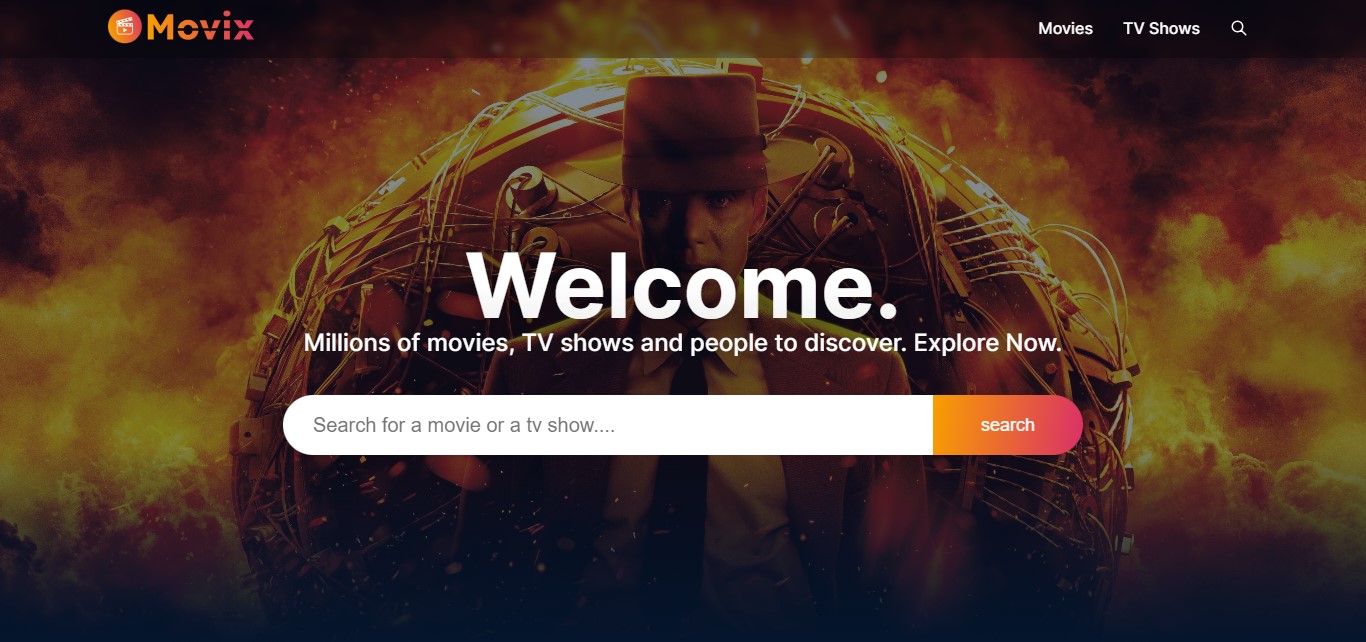 Movix
Movies
TV Shows
Welcome.
Millions of movies, TV shows and people to discover. Explore Now.
Search for a movie or a tv show....
search